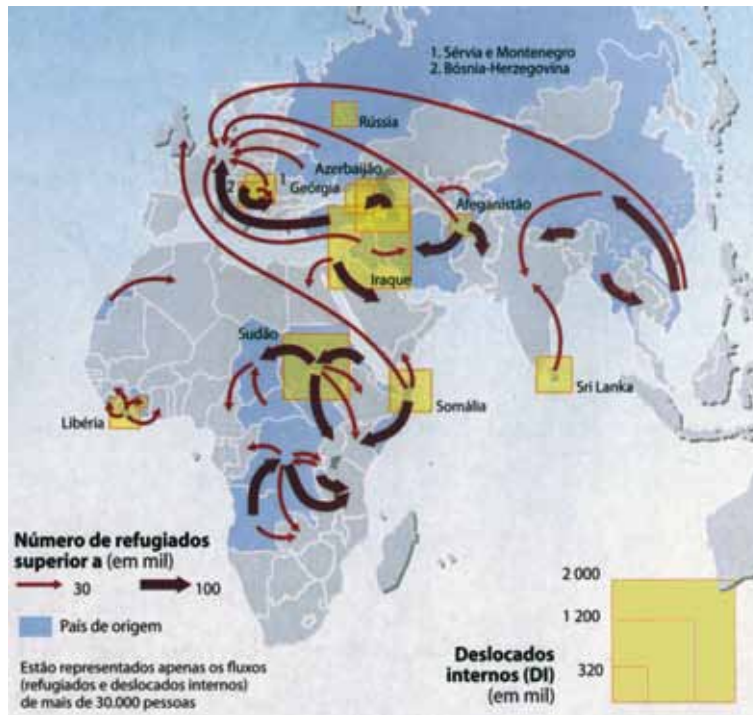 1. Sérvia e Montenegro
2. Bósnia-Herzegovina
Rússia
Azerbaijão
2
1
Geórgia
Afeganistão
Iraque
Sudão
Sri Lanka
Somália
Libéria
Número de refugiados
superior a (em mil)
30
100
País de origem
Estão representados apenas os fluxos
(refugiados e deslocados internos)
de mais de 30.000 pessoas
2 000
1 200
320
Deslocados
internos (DI)
(em mil)